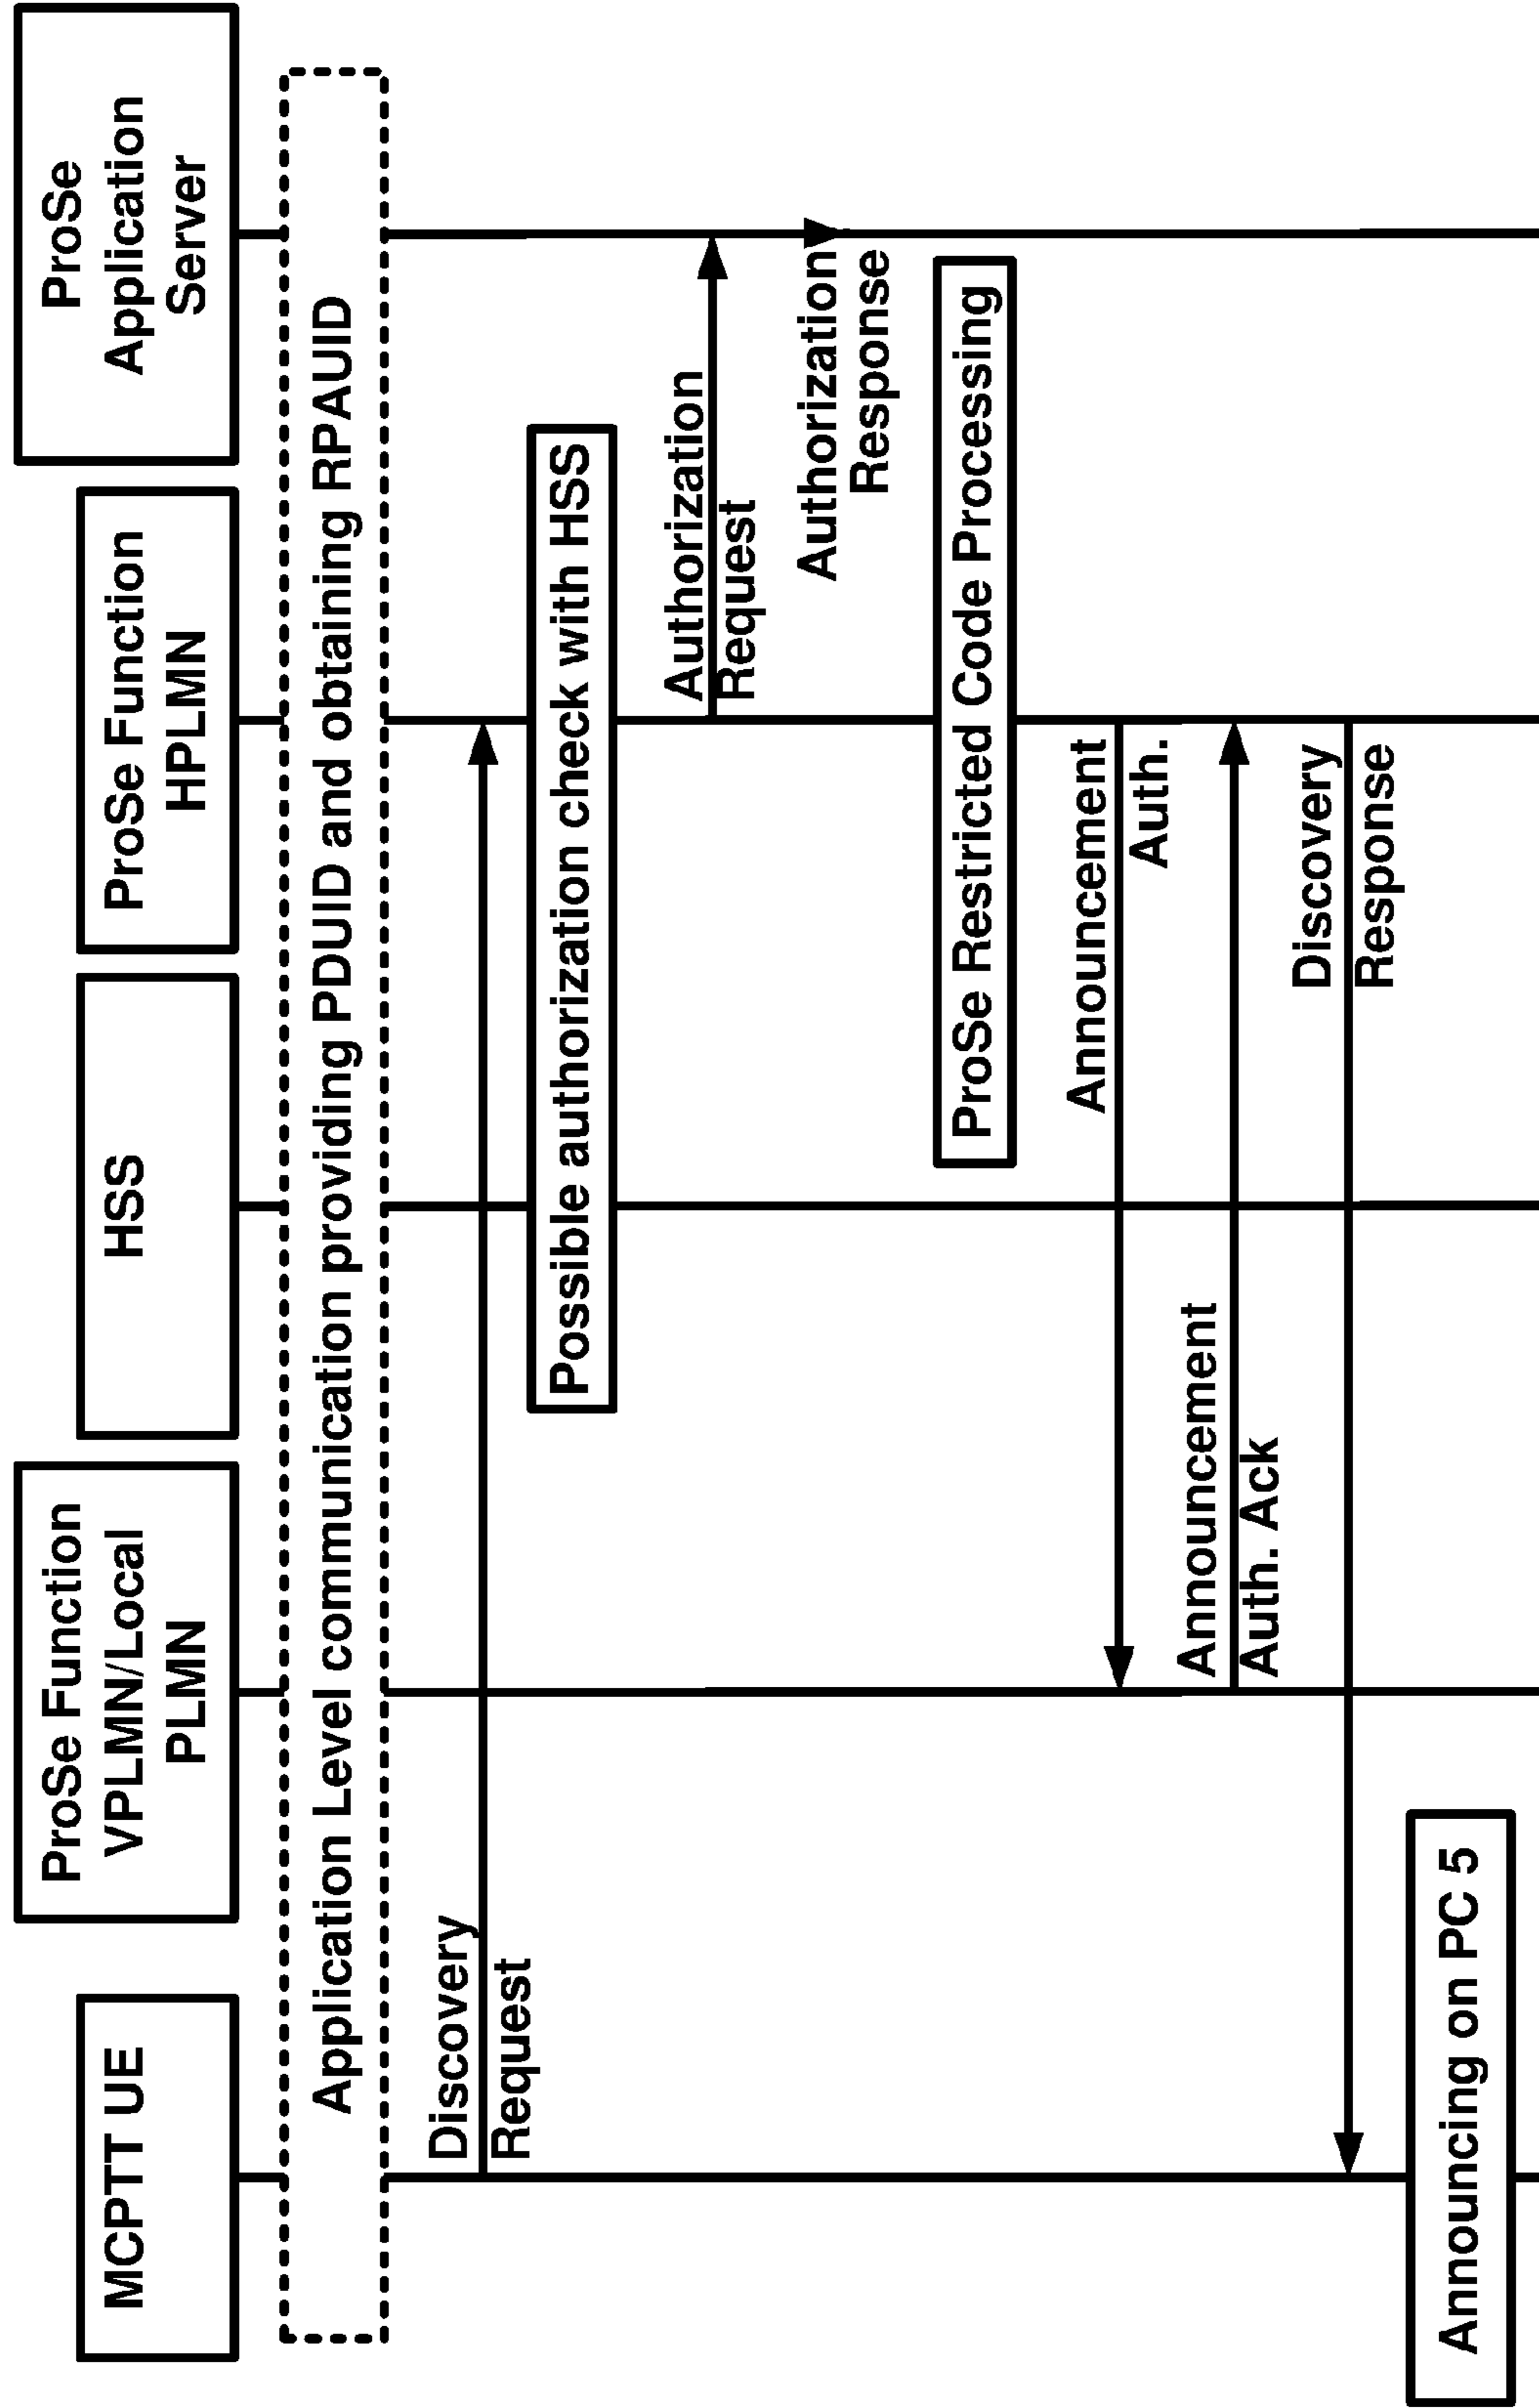 MCPTT UE
ProSe Function
VPLMN/Local
PLMN
HSS
ProSe Function
HPLMN
ProSe
Application
Server
Application Level communication providing PDUID and obtaining RPAUID
Discovery
Request
Possible authorization check with HSS
Authorization
Request
Authorization
Response
ProSe Restricted Code Processing
Announcement
Auth.
Announcement
Auth. Ack
Discovery
Response
Announcing on PC 5